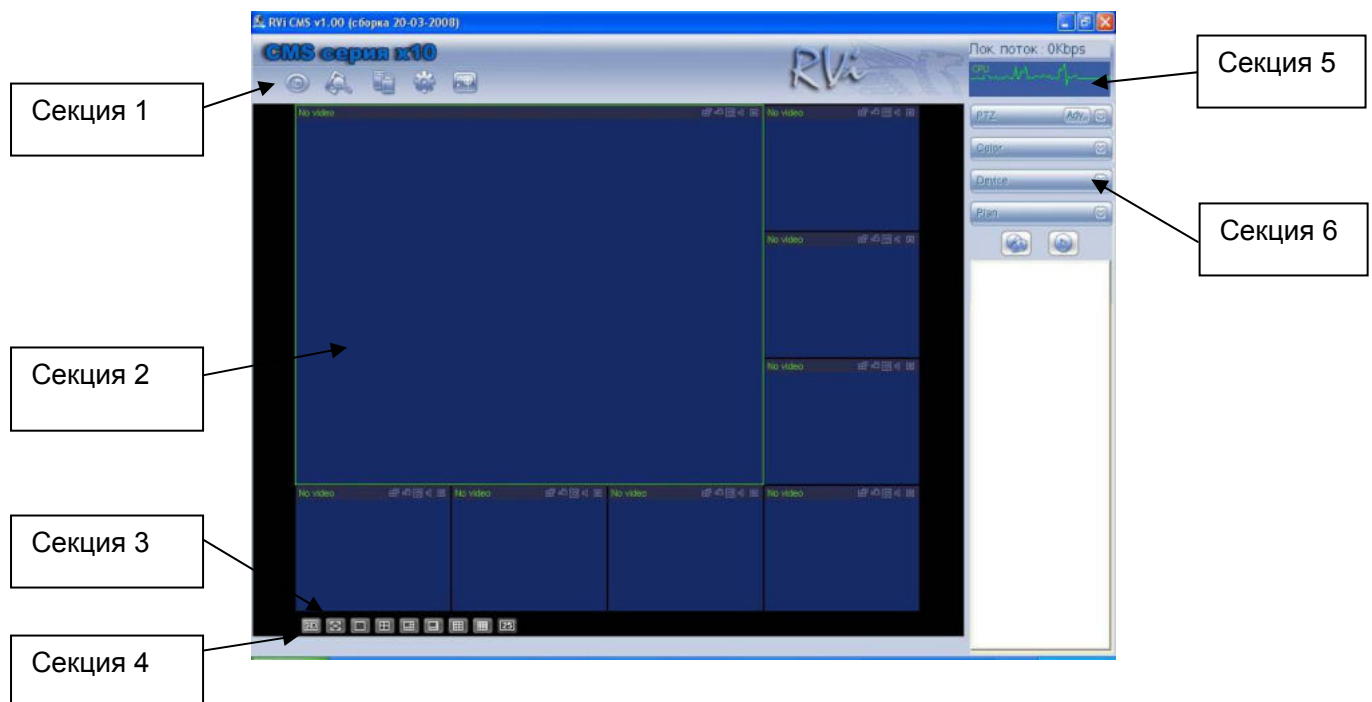 RVi CMS v1.00 (сборка 20-03-2008)
CMS серия x10
RVi
Лок. поток : 0Kbps
CPU
Секция 1
Секция 5
No video
No video
PTZ
Adv.
Color
Device
Plan
Секция 6
No video
Секция 2
No video
No video
No video
No video
No video
Секция 3
25
Секция 4